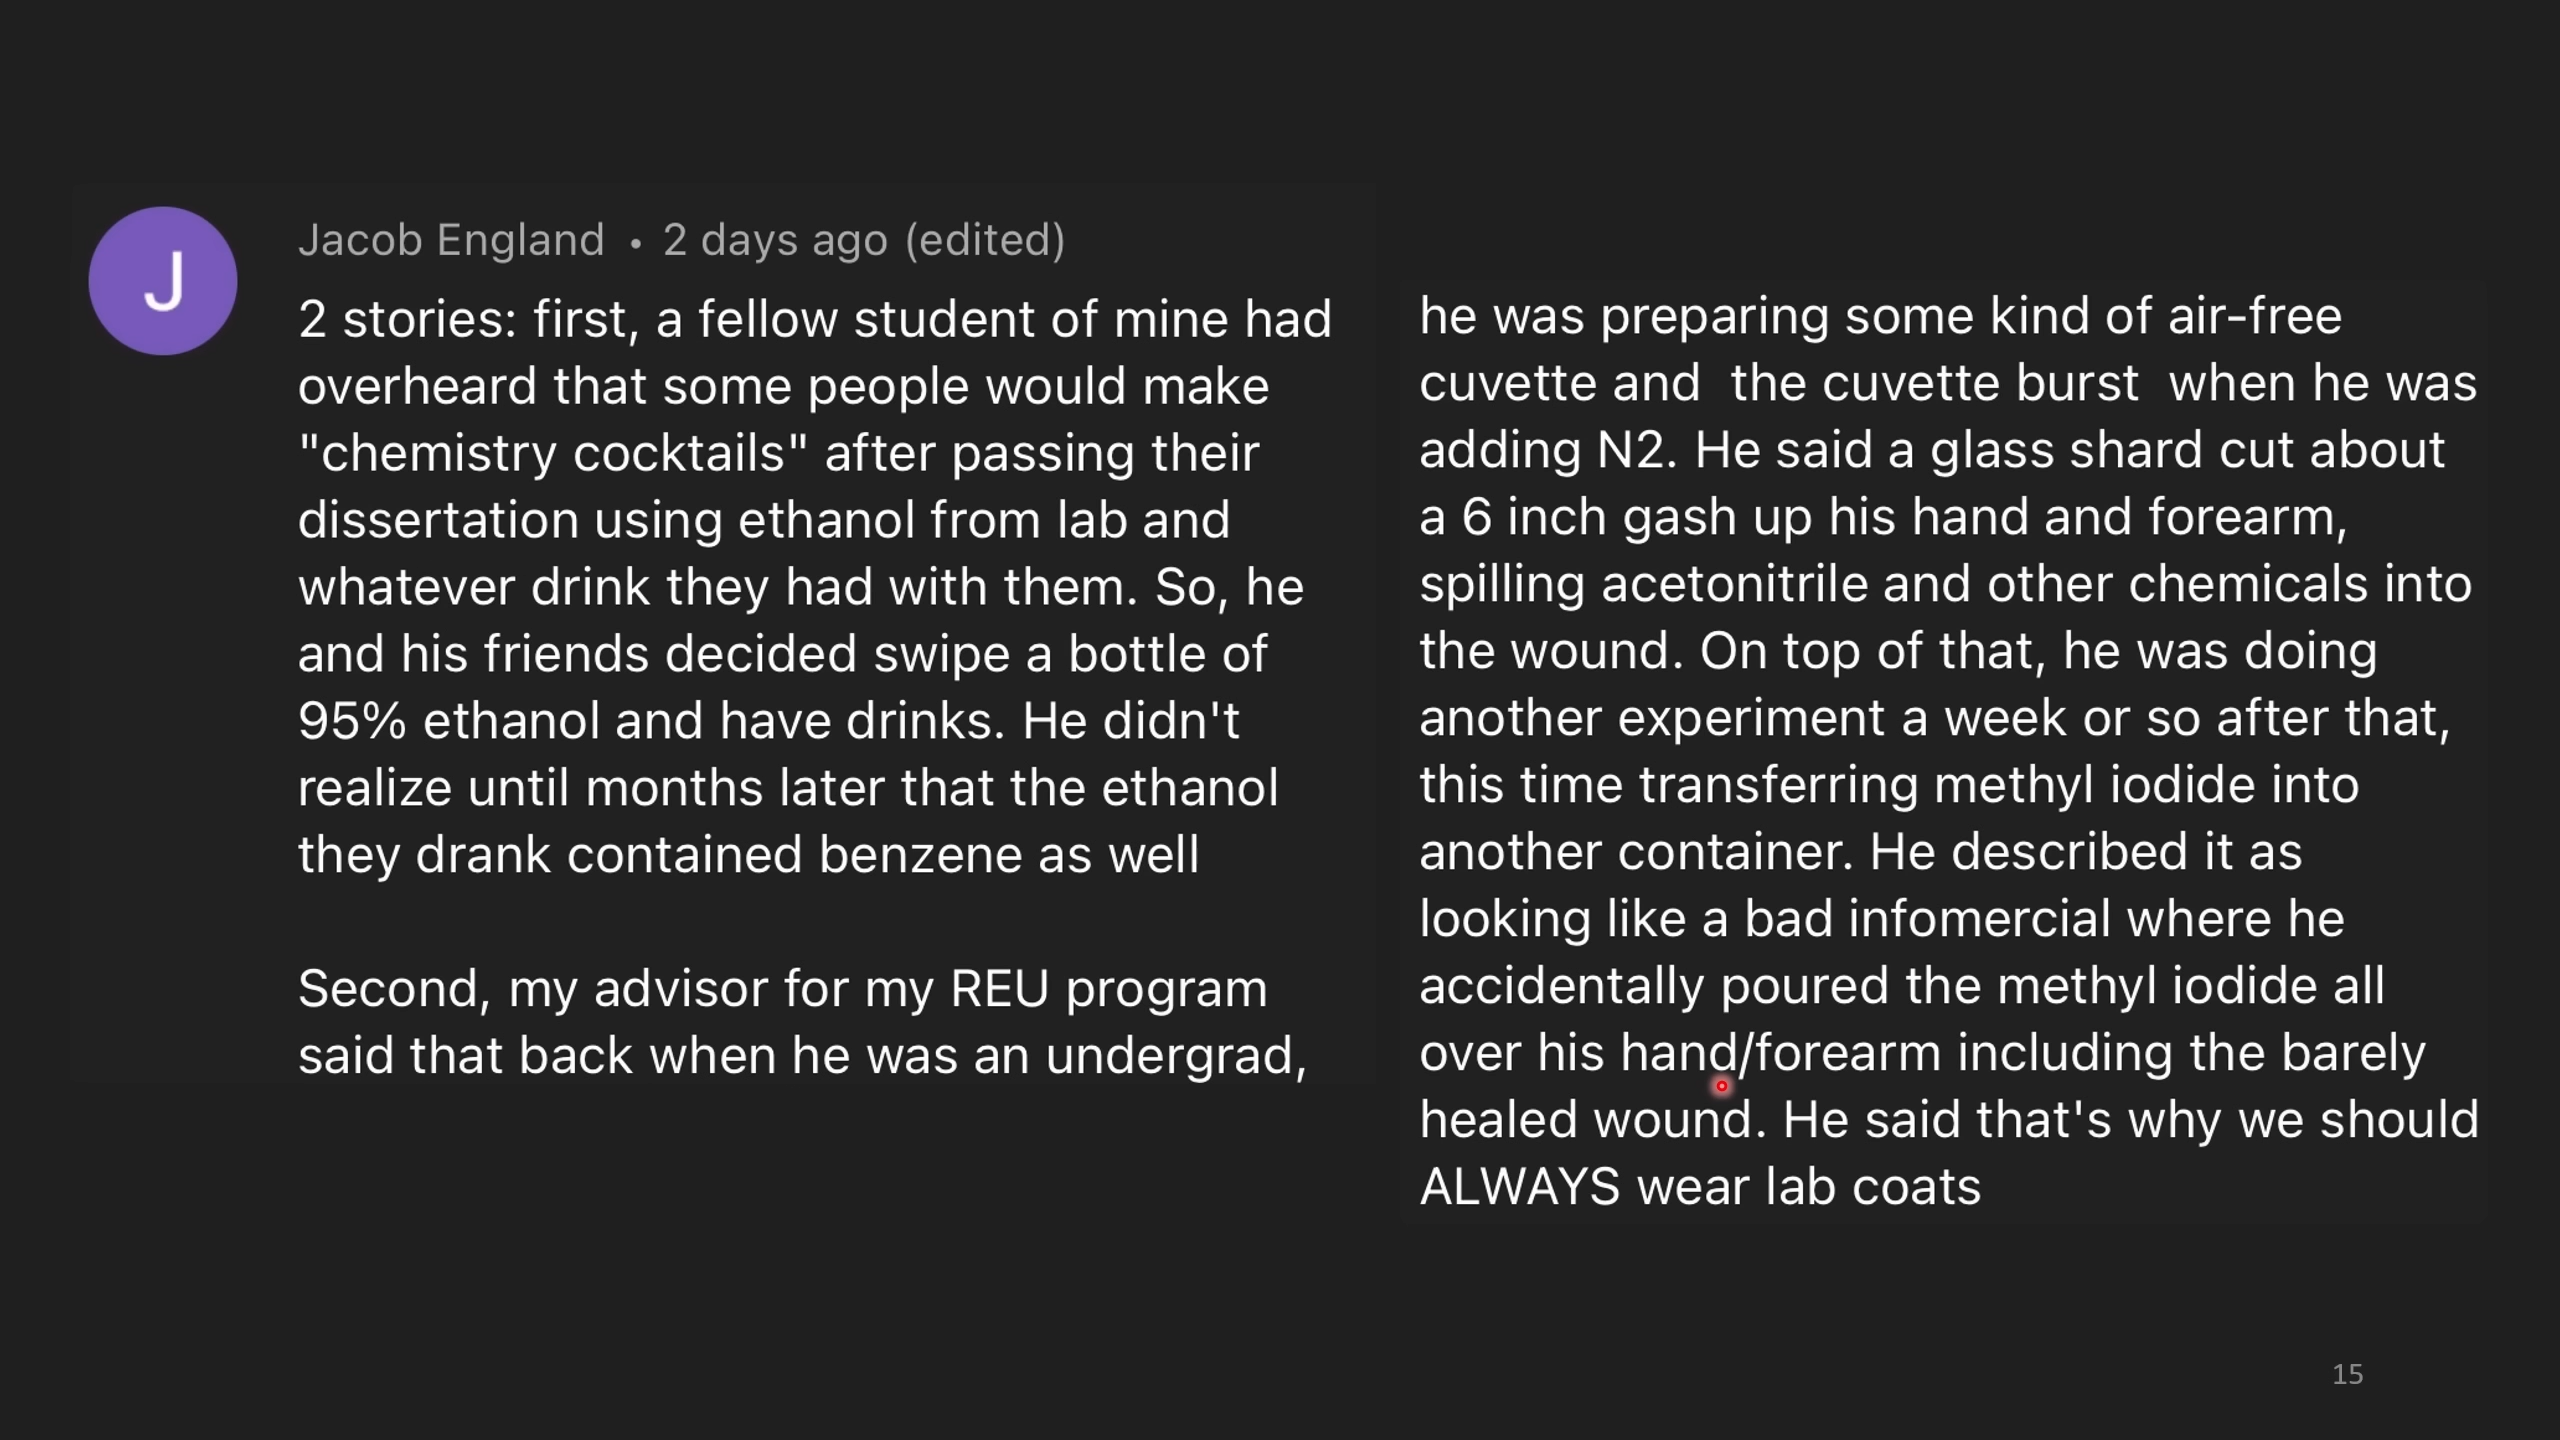 J
Jacob England • 2 days ago (edited)
2 stories: first, a fellow student of mine had
overheard that some people would make
"chemistry cocktails" after passing their
dissertation using ethanol from lab and
whatever drink they had with them. So, he
and his friends decided swipe a bottle of
95% ethanol and have drinks. He didn't
realize until months later that the ethanol
they drank contained benzene as well
Second, my advisor for my REU program
said that back when he was an undergrad,
he was preparing some kind of air-free
cuvette and  the cuvette burst  when he was
adding N2. He said a glass shard cut about
a 6 inch gash up his hand and forearm,
spilling acetonitrile and other chemicals into
the wound. On top of that, he was doing
another experiment a week or so after that,
this time transferring methyl iodide into
another container. He described it as
looking like a bad infomercial where he
accidentally poured the methyl iodide all
over his hand/forearm including the barely
healed wound. He said that's why we should
ALWAYS wear lab coats
15